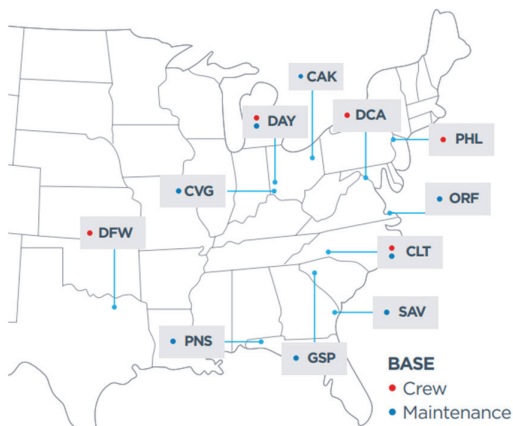 CAK
DAY
DCA
PHL
CVG
ORF
DFW
CLT
SAV
PNS
GSP
BASE
Crew
Maintenance